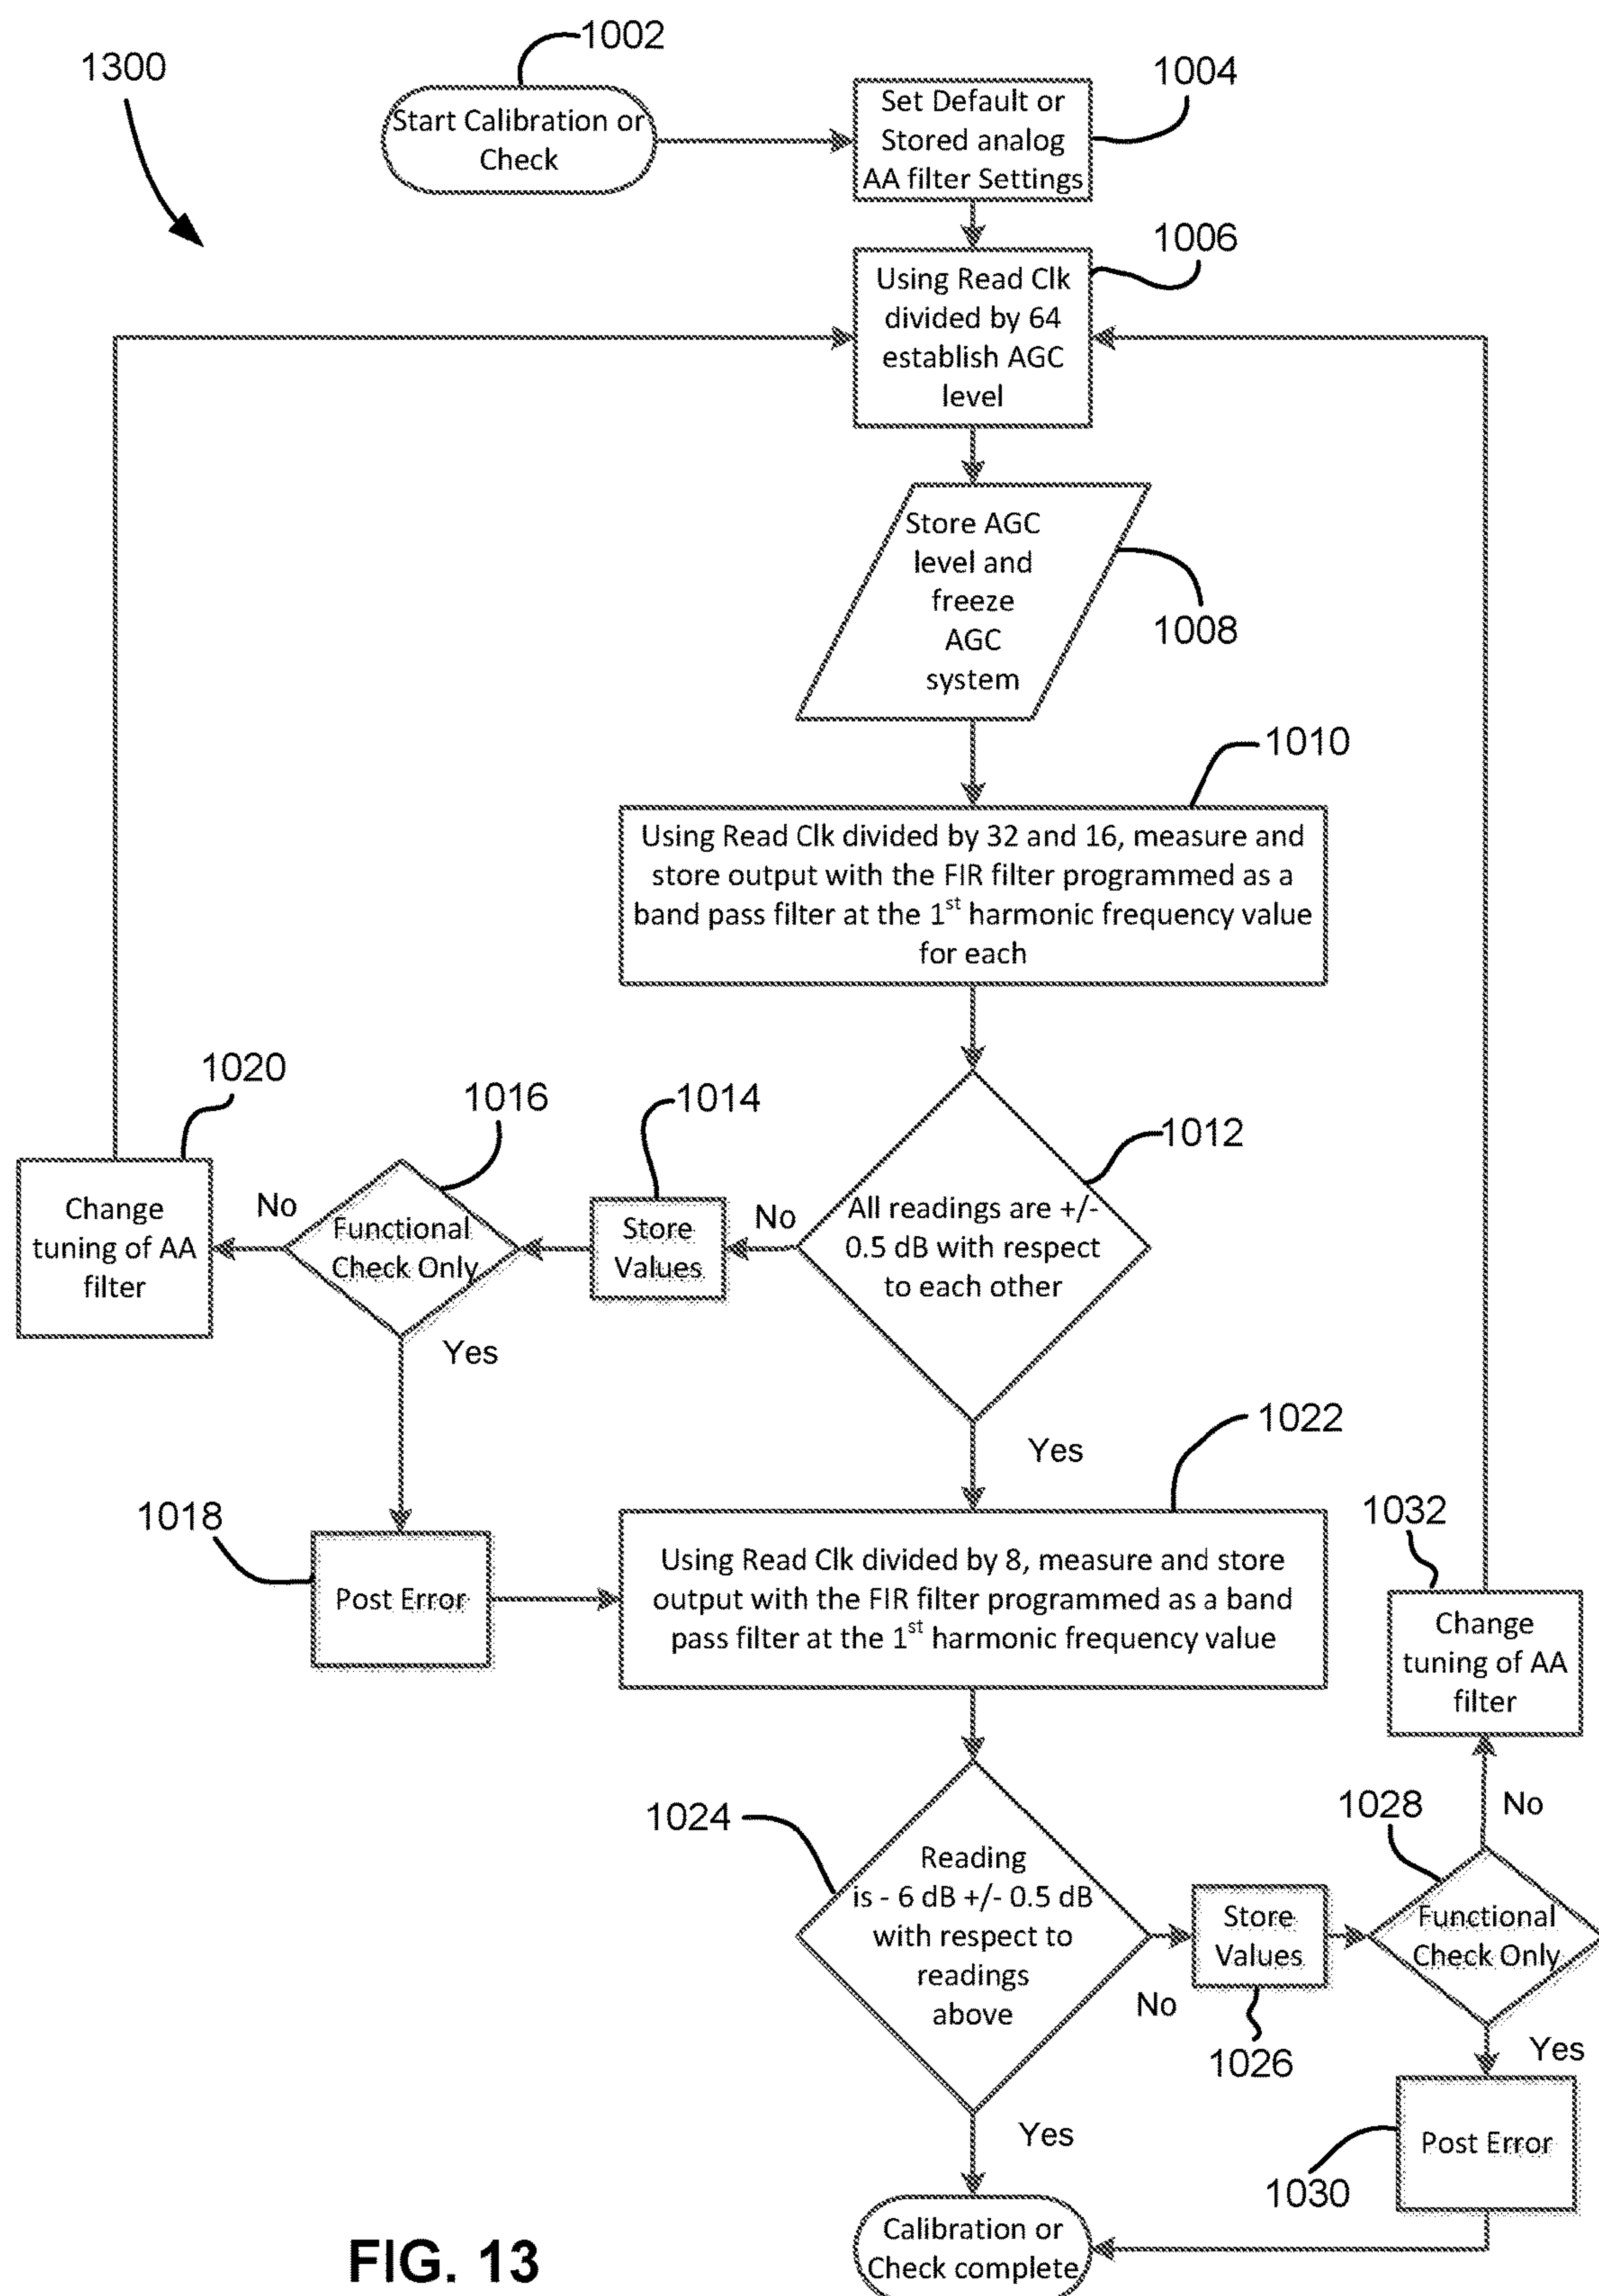 1300
1002
Start Calibration or
Check
1004
Set Default or
Stored analog
AA filter Settings
1006
Using Read Clk
divided by 64
establish AGC
level
Store AGC
level and
freeze
AGC
system
1008
1010
Using Read Clk divided by 32 and 16, measure and
store output with the FIR filter programmed as a
band pass filter at the 1st harmonic frequency value
for each
1020
1016
1014
1012
Change
tuning of AA
filter
No
Functional
Check Only
Store
Values
No
All readings are +/-
0.5 dB with respect
to each other
Yes
Yes
1022
1018
Post Error
Using Read Clk divided by 8, measure and store
output with the FIR filter programmed as a band
pass filter at the 1st harmonic frequency value
1032
Change
tuning of AA
filter
1024
Reading
is - 6 dB +/- 0.5 dB
with respect to
readings
above
No
Store
Values
1026
1028
No
Functional
Check Only
Yes
Yes
Post Error
1030
Calibration or
Check complete
FIG. 13